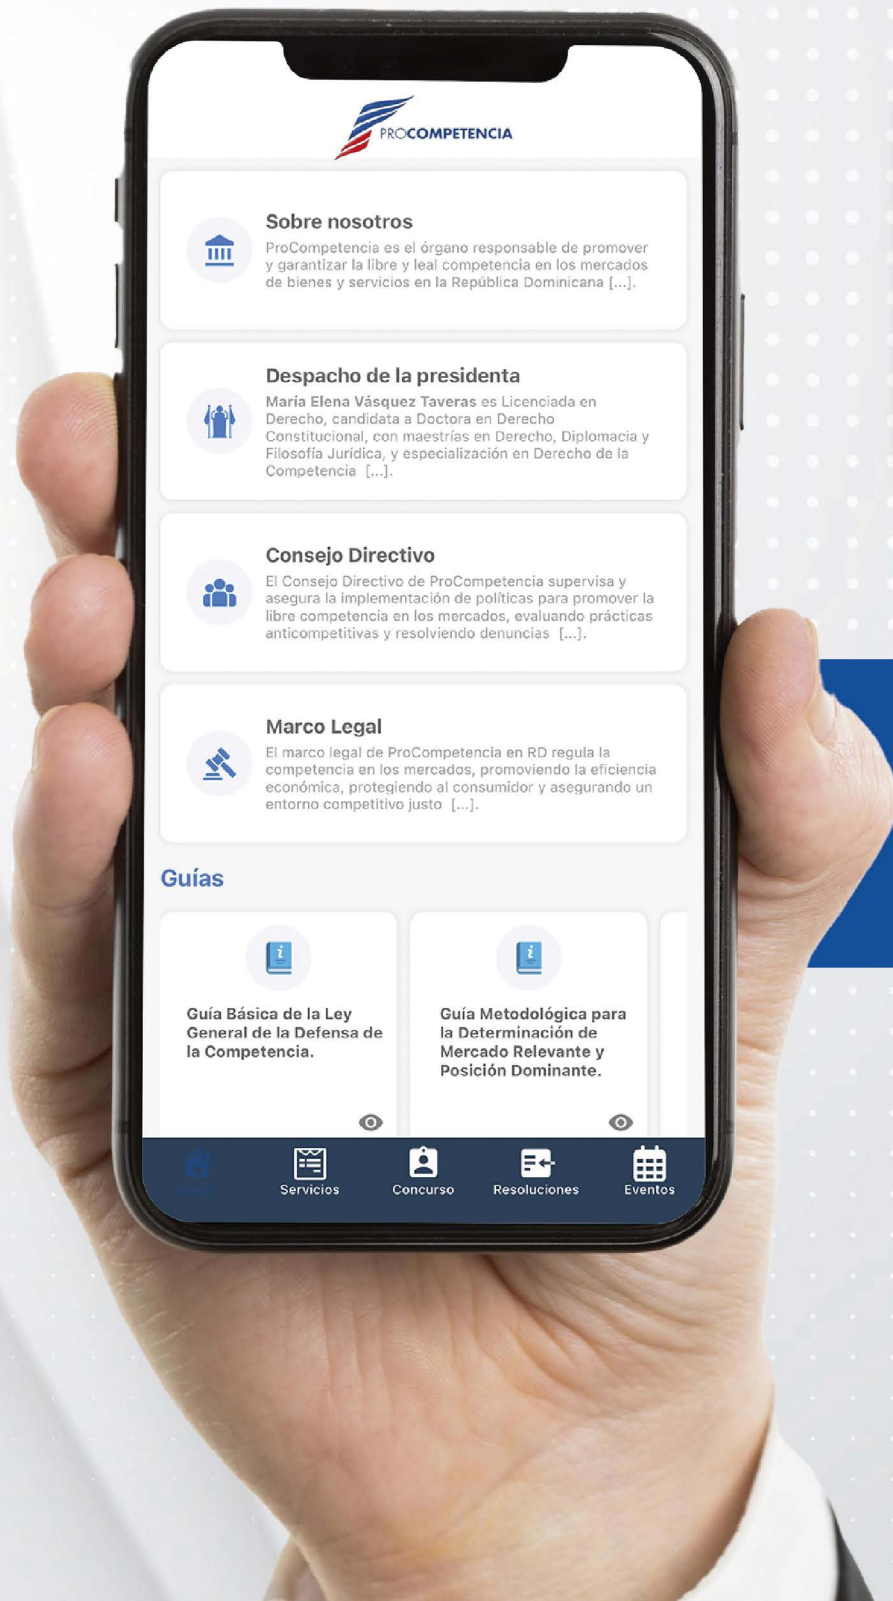 PROCOMPETENCIA
Sobre nosotros
ProCompetencia es el órgano responsable de promover
y garantizar la libre y leal competencia en los mercados
de bienes y servicios en la República Dominicana [...].
Despacho de la presidenta
María Elena Vásquez Taveras es Licenciada en
Derecho, candidata a Doctora en Derecho
Constitucional, con maestrías en Derecho, Diplomacia y
Filosofía Jurídica, y especialización en Derecho de la
Competencia [...].
Consejo Directivo
El Consejo Directivo de ProCompetencia supervisa y
asegura la implementación de políticas para promover la
libre competencia en los mercados, evaluando prácticas
anticompetitivas y resolviendo denuncias [...].
Marco Legal
El marco legal de ProCompetencia en RD regula la
competencia en los mercados, promoviendo la eficiencia
económica, protegiendo al consumidor y asegurando un
entorno competitivo justo [...].
Guías
Guía Básica de la Ley
General de la Defensa de
la Competencia.
Guía Metodológica para
la Determinación de
Mercado Relevante y
Posición Dominante.
Servicios
Concurso
Resoluciones
Eventos